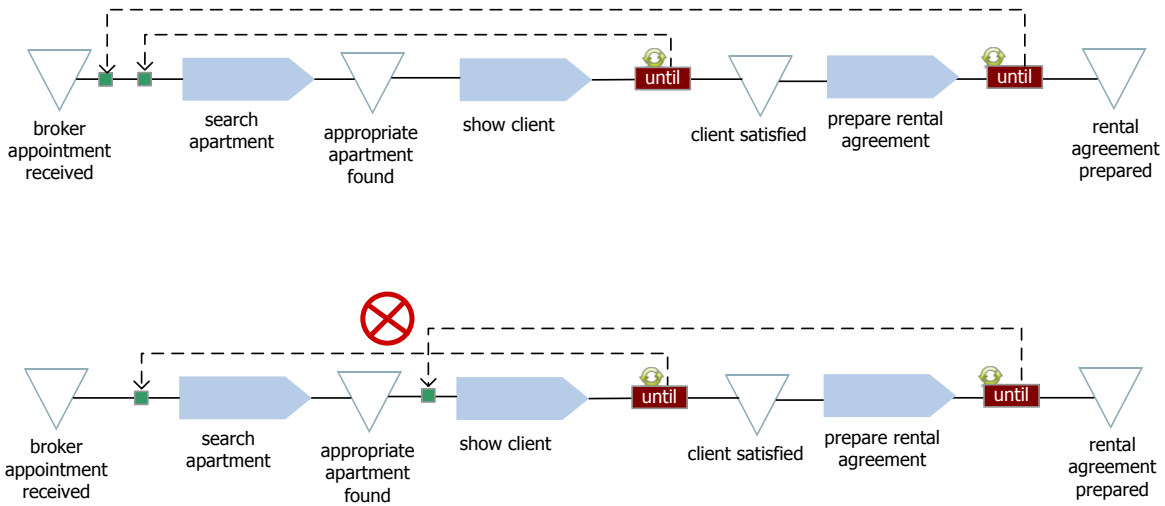 until
until
broker
appointment
received
search
apartment
appropriate
apartment
found
show client
client satisfied
prepare rental
agreement
rental
agreement
prepared
until
until
broker
appointment
received
search
apartment
appropriate
apartment
found
show client
client satisfied
prepare rental
agreement
rental
agreement
prepared